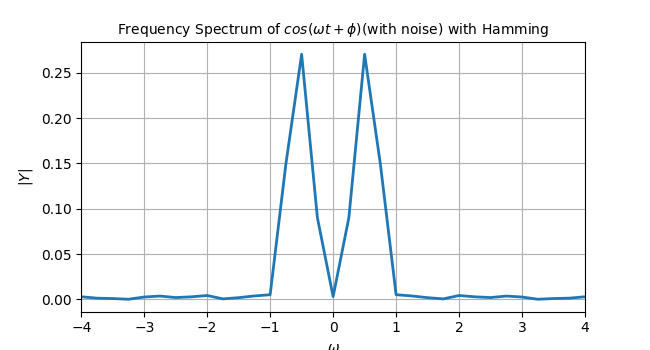 Frequency Spectrum of cos(ωt + ϕ)(with noise) with Hamming
|Y|
0.25
0.20
0.15
0.10
0.05
0.00
−4 −3 −2 −1 0 1 2 3 4
ω